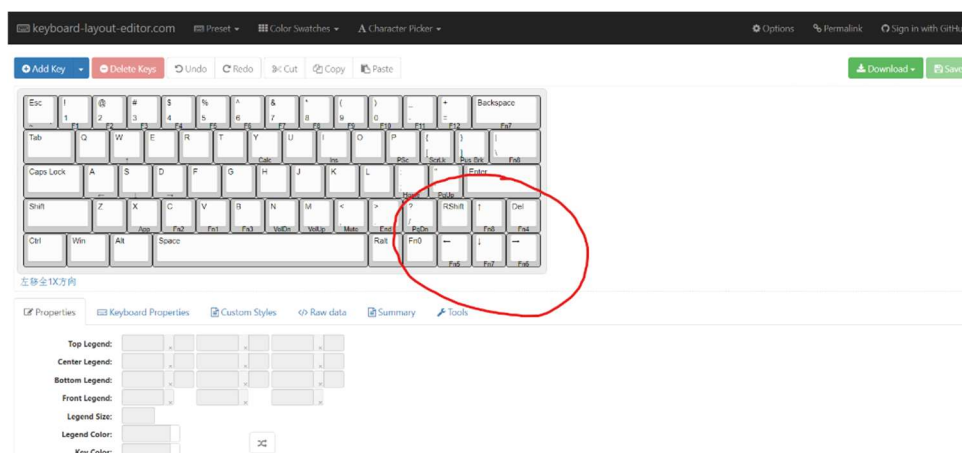 keyboard-layout-editor.com Preset Color Swatches A Character Picker Options Permalink Sign in with GitHu
Add Key Delete Keys Undo Redo Cut Copy Paste Download Save
Esc ! @ # $ % ^ & * ( ) _ + Backspace
~ ` 1 2 3 4 5 6 7 8 9 0 - =
F1 F2 F3 F4 F5 F6 F7 F8 F9 F10 F11 F12 Fn7
Tab Q W E R T Y U I O P { } |
[ ] \
↑ Calc Ins PSc ScrLk Pus Brk Fn8
Caps Lock A S D F G H J K L : " Enter
← ↓ → Home PgUp
Shift Z X C V B N M < > ? RShift ↑ Del
/
App Fn2 Fn1 Fn3 VolDn VolUp Mute End PgDn Fn8 Fn4
Ctrl Win Alt Space Ralt Fn0 ← ↓ →
Fn5 Fn7 Fn6
左移全1X方向
Properties Keyboard Properties Custom Styles Raw data Summary Tools
Top Legend:
Center Legend:
Bottom Legend:
Front Legend:
Legend Size:
Legend Color:
Key Color: